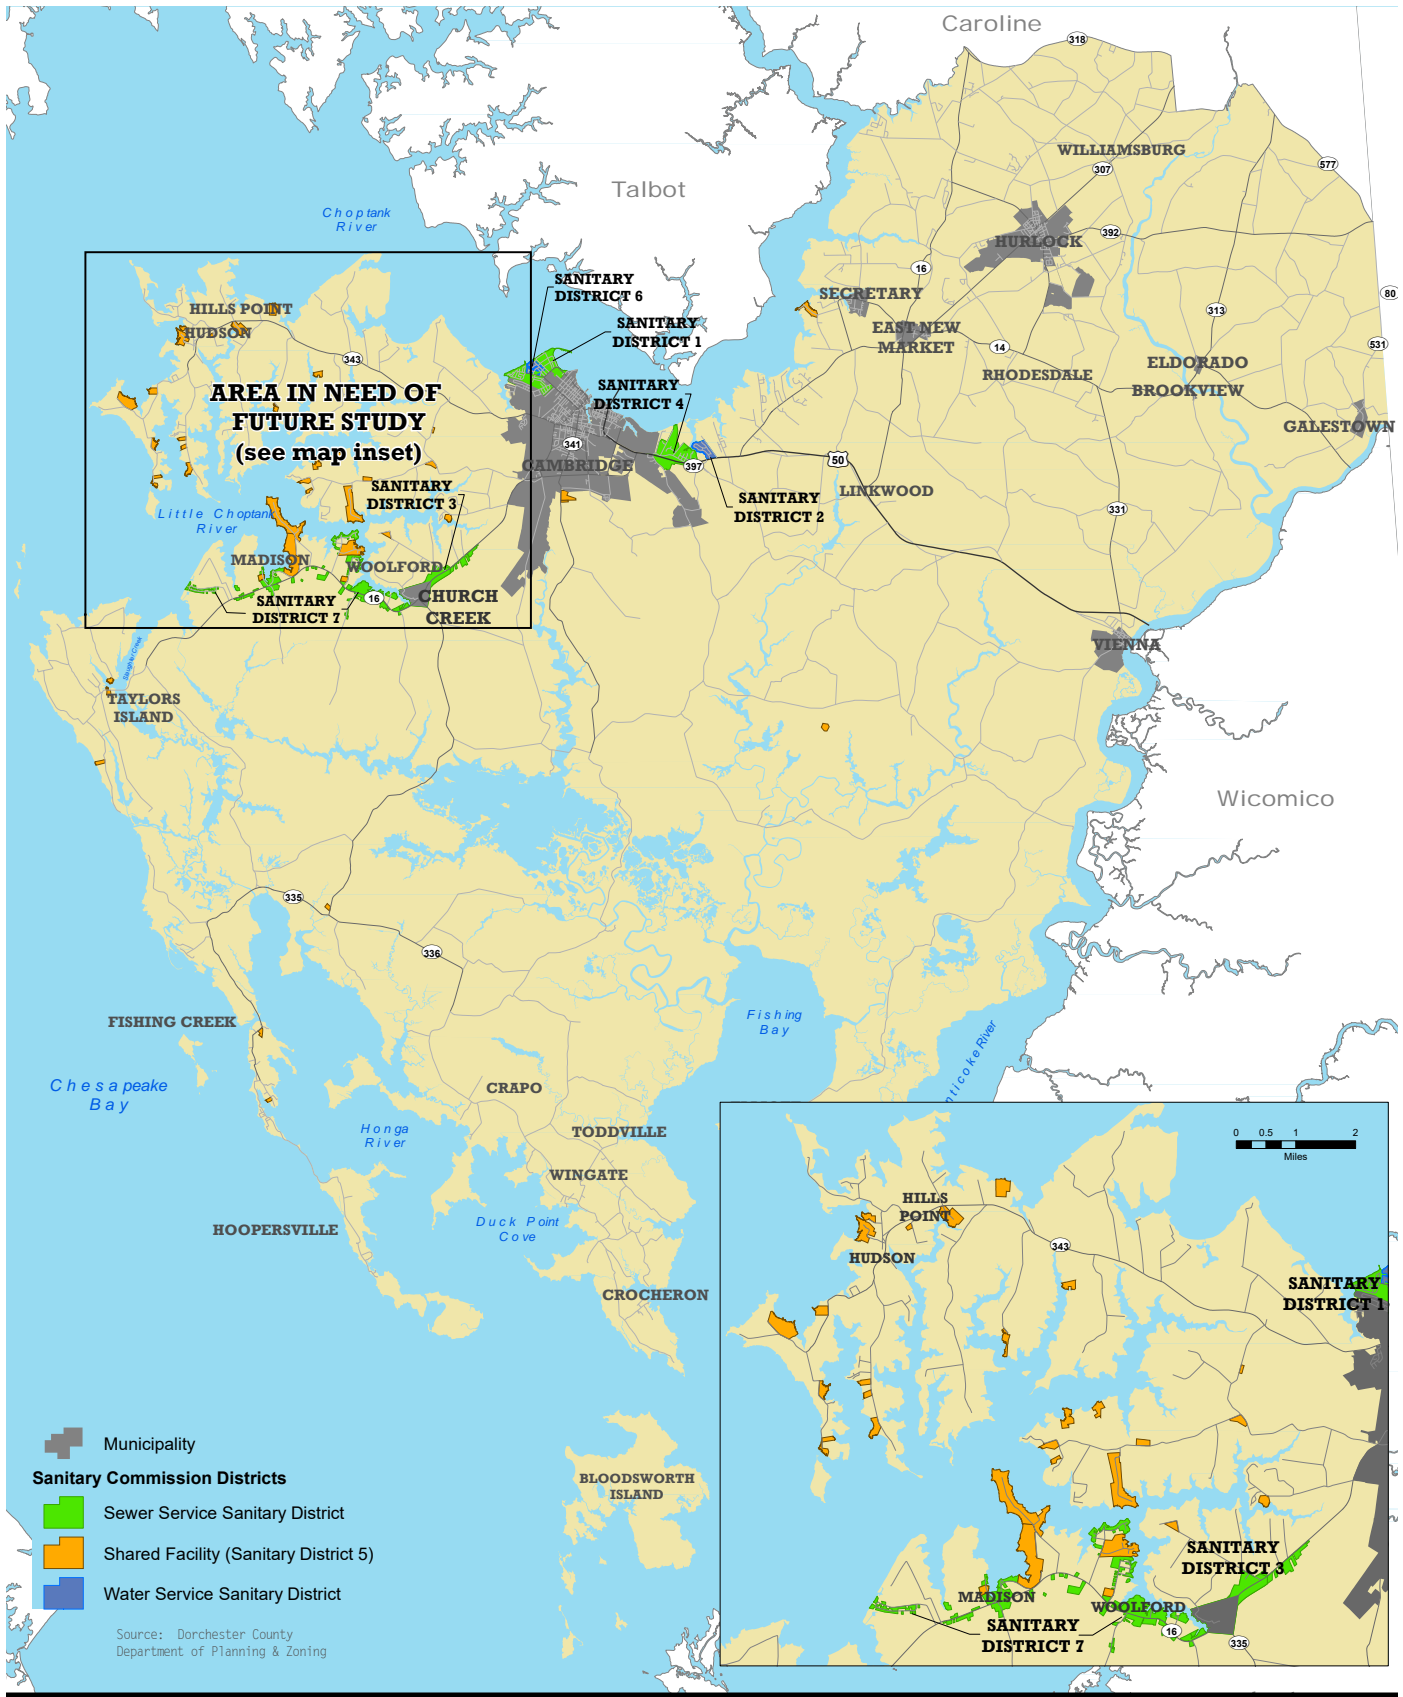 Caroline
318
WILLIAMSBURG
577
307
Talbot
Choptank
River
HURLOCK
392
16
SANITARY
DISTRICT 6
SECRETARY
80
HILLS POINT
HUDSON
SANITARY
DISTRICT 1
EAST NEW
MARKET
313
343
14
531
ELDORADO
RHODESDALE
BROOKVIEW
AREA IN NEED OF
FUTURE STUDY
(see map inset)
SANITARY
DISTRICT 4
GALESTOWN
341
CAMBRIDGE
397
50
SANITARY
DISTRICT 3
LINKWOOD
SANITARY
DISTRICT 2
331
Little Choptank
River
MADISON
WOOLFORD
SANITARY
DISTRICT 7
16
CHURCH
CREEK
VIENNA
TAYLORS
ISLAND
Wicomico
335
336
FISHING CREEK
Fishing
Bay
Chesapeake
Bay
CRAPO
nticoke River
Honga
River
TODDVILLE
WINGATE
Duck Point
Cove
HOOPERSVILLE
CROCHERON
BLOODSWORTH
ISLAND
0 0.5 1 2
Miles
HILLS
POINT
HUDSON
343
SANITARY
DISTRICT 1
SANITARY
DISTRICT 3
MADISON
WOOLFORD
SANITARY
DISTRICT 7
16
335
Municipality
Sanitary Commission Districts
Sewer Service Sanitary District
Shared Facility (Sanitary District 5)
Water Service Sanitary District
Source: Dorchester County
Department of Planning & Zoning